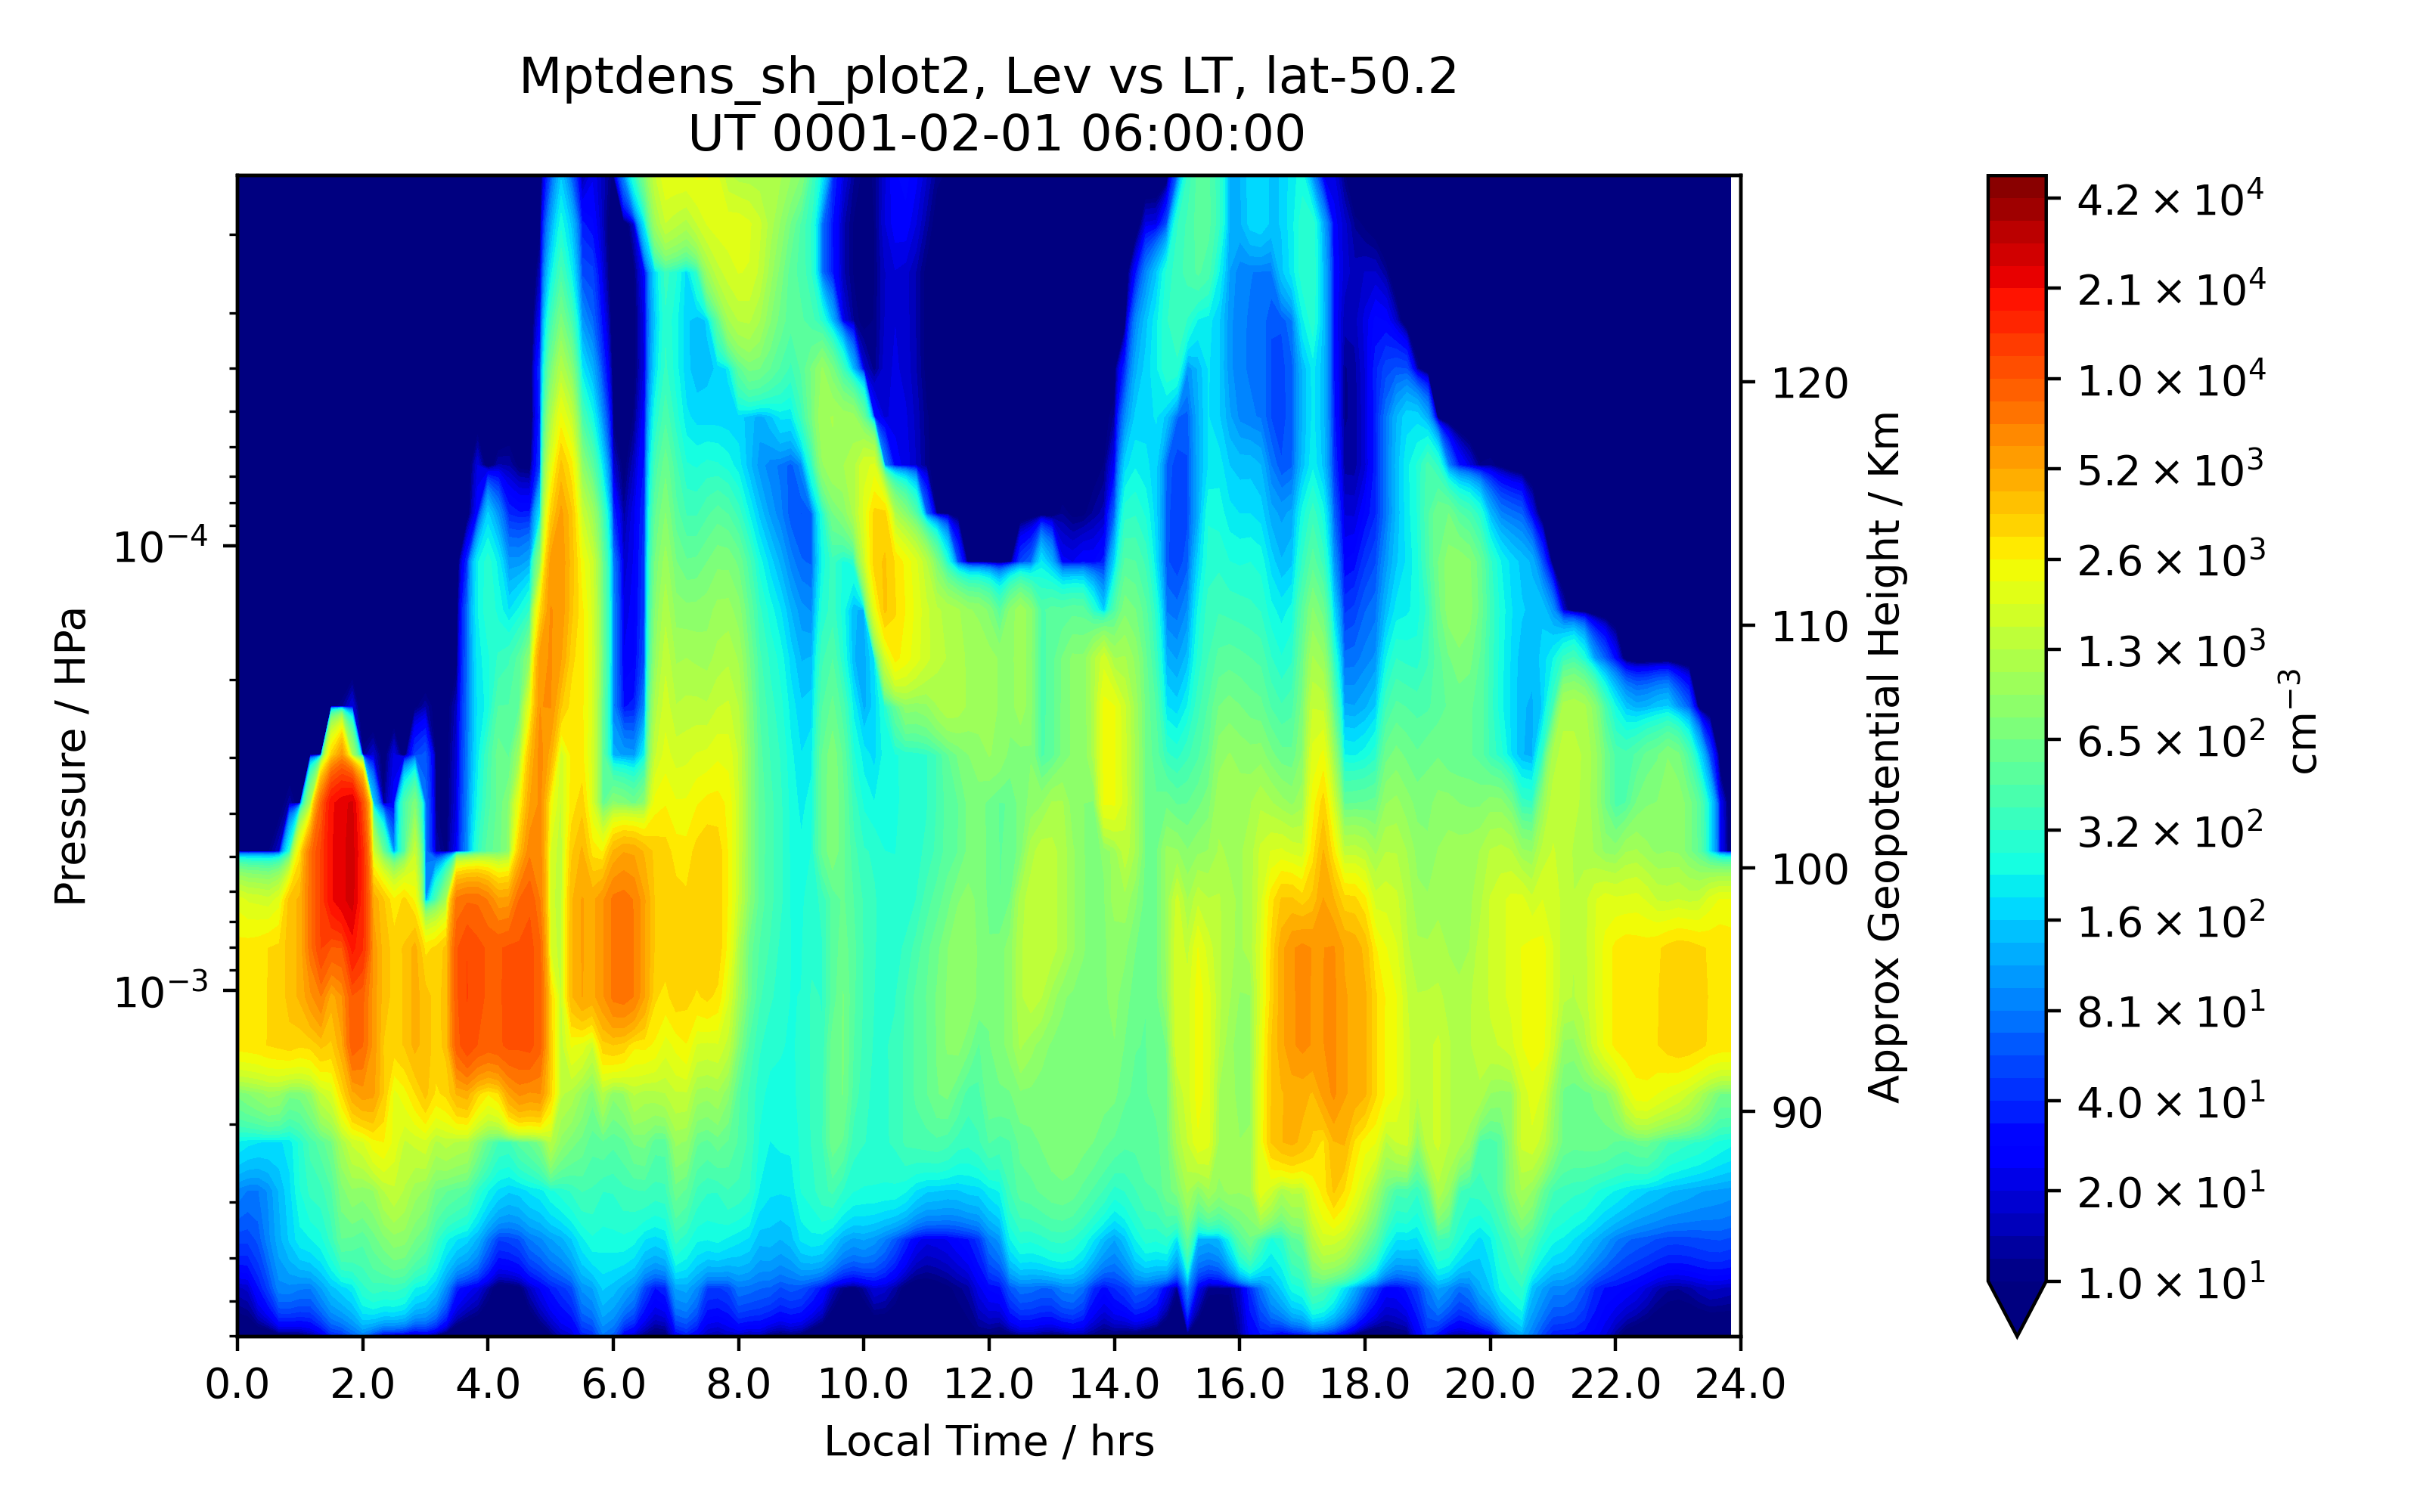 Mptdens_sh_plot2, Lev vs LT, lat-50.2
UT 0001-02-01 06:00:00
Pressure / HPa
10⁻⁴
10⁻³
0.0 2.0 4.0 6.0 8.0 10.0 12.0 14.0 16.0 18.0 20.0 22.0 24.0
Local Time / hrs
120
110
100
90
Approx Geopotential Height / Km
4.2 × 10⁴
2.1 × 10⁴
1.0 × 10⁴
5.2 × 10³
2.6 × 10³
1.3 × 10³
6.5 × 10²
3.2 × 10²
1.6 × 10²
8.1 × 10¹
4.0 × 10¹
2.0 × 10¹
1.0 × 10¹
cm⁻³